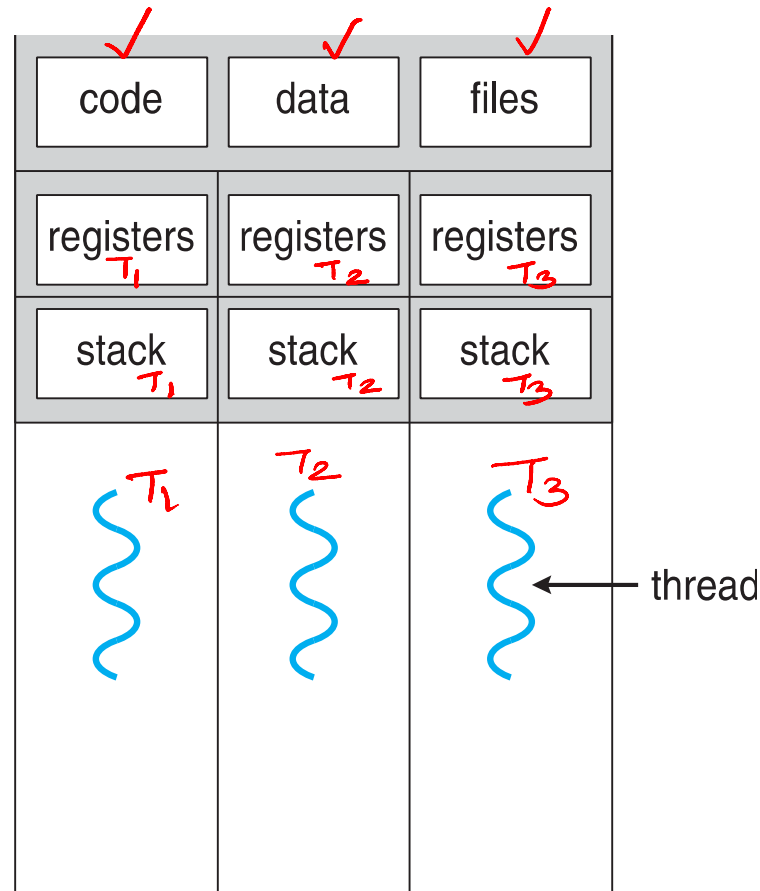 code data files
registers registers registers
T1 T2 T3
stack stack stack
T1 T2 T3
T1 T2 T3
thread